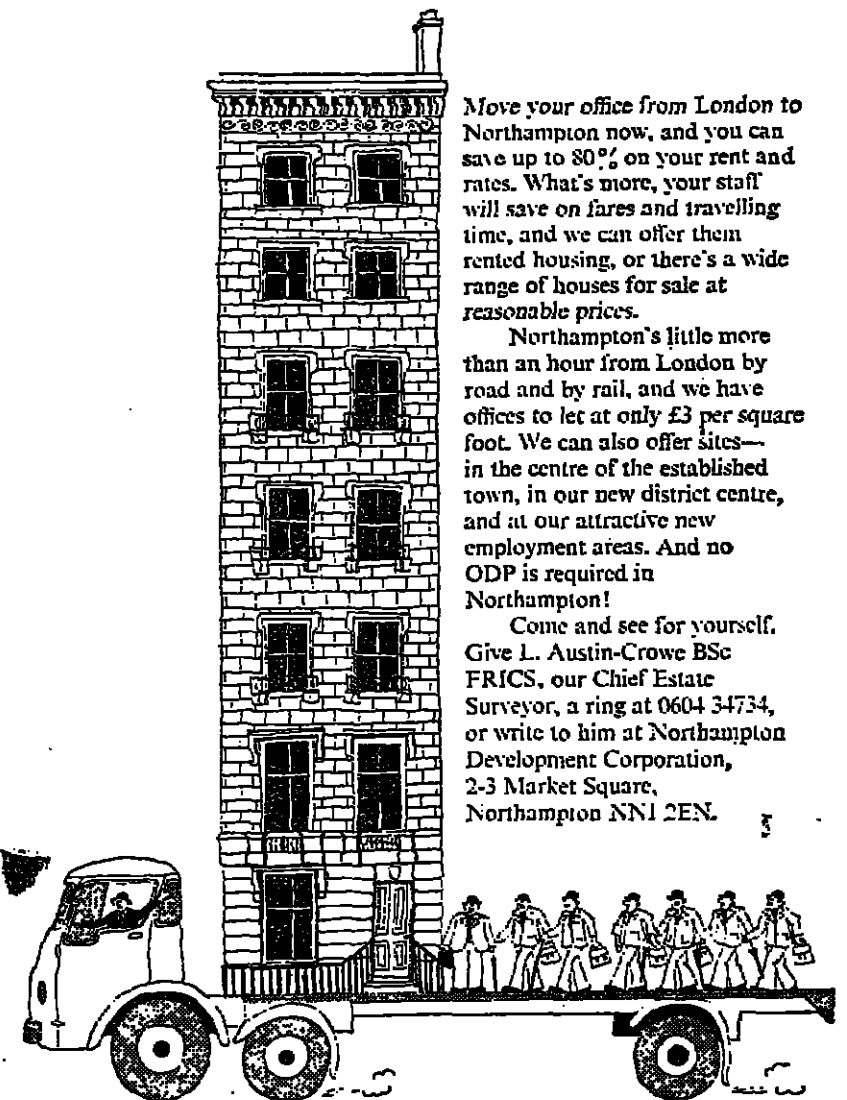 Move your office from London to
Northampton now, and you can
save up to 80% on your rent and
rates. What's more, your staff
will save on fares and travelling
time, and we can offer them
rented housing, or there's a wide
range of houses for sale at
reasonable prices.
Northampton's little more
than an hour from London by
road and by rail, and we have
offices to let at only £3 per square
foot. We can also offer sites—
in the centre of the established
town, in our new district centre,
and at our attractive new
employment areas. And no
ODP is required in
Northampton!
Come and see for yourself.
Give L. Austin-Crowe BSc
FRICS, our Chief Estate
Surveyor, a ring at 0604 34734,
or write to him at Northampton
Development Corporation,
2-3 Market Square,
Northampton NN1 2EN.